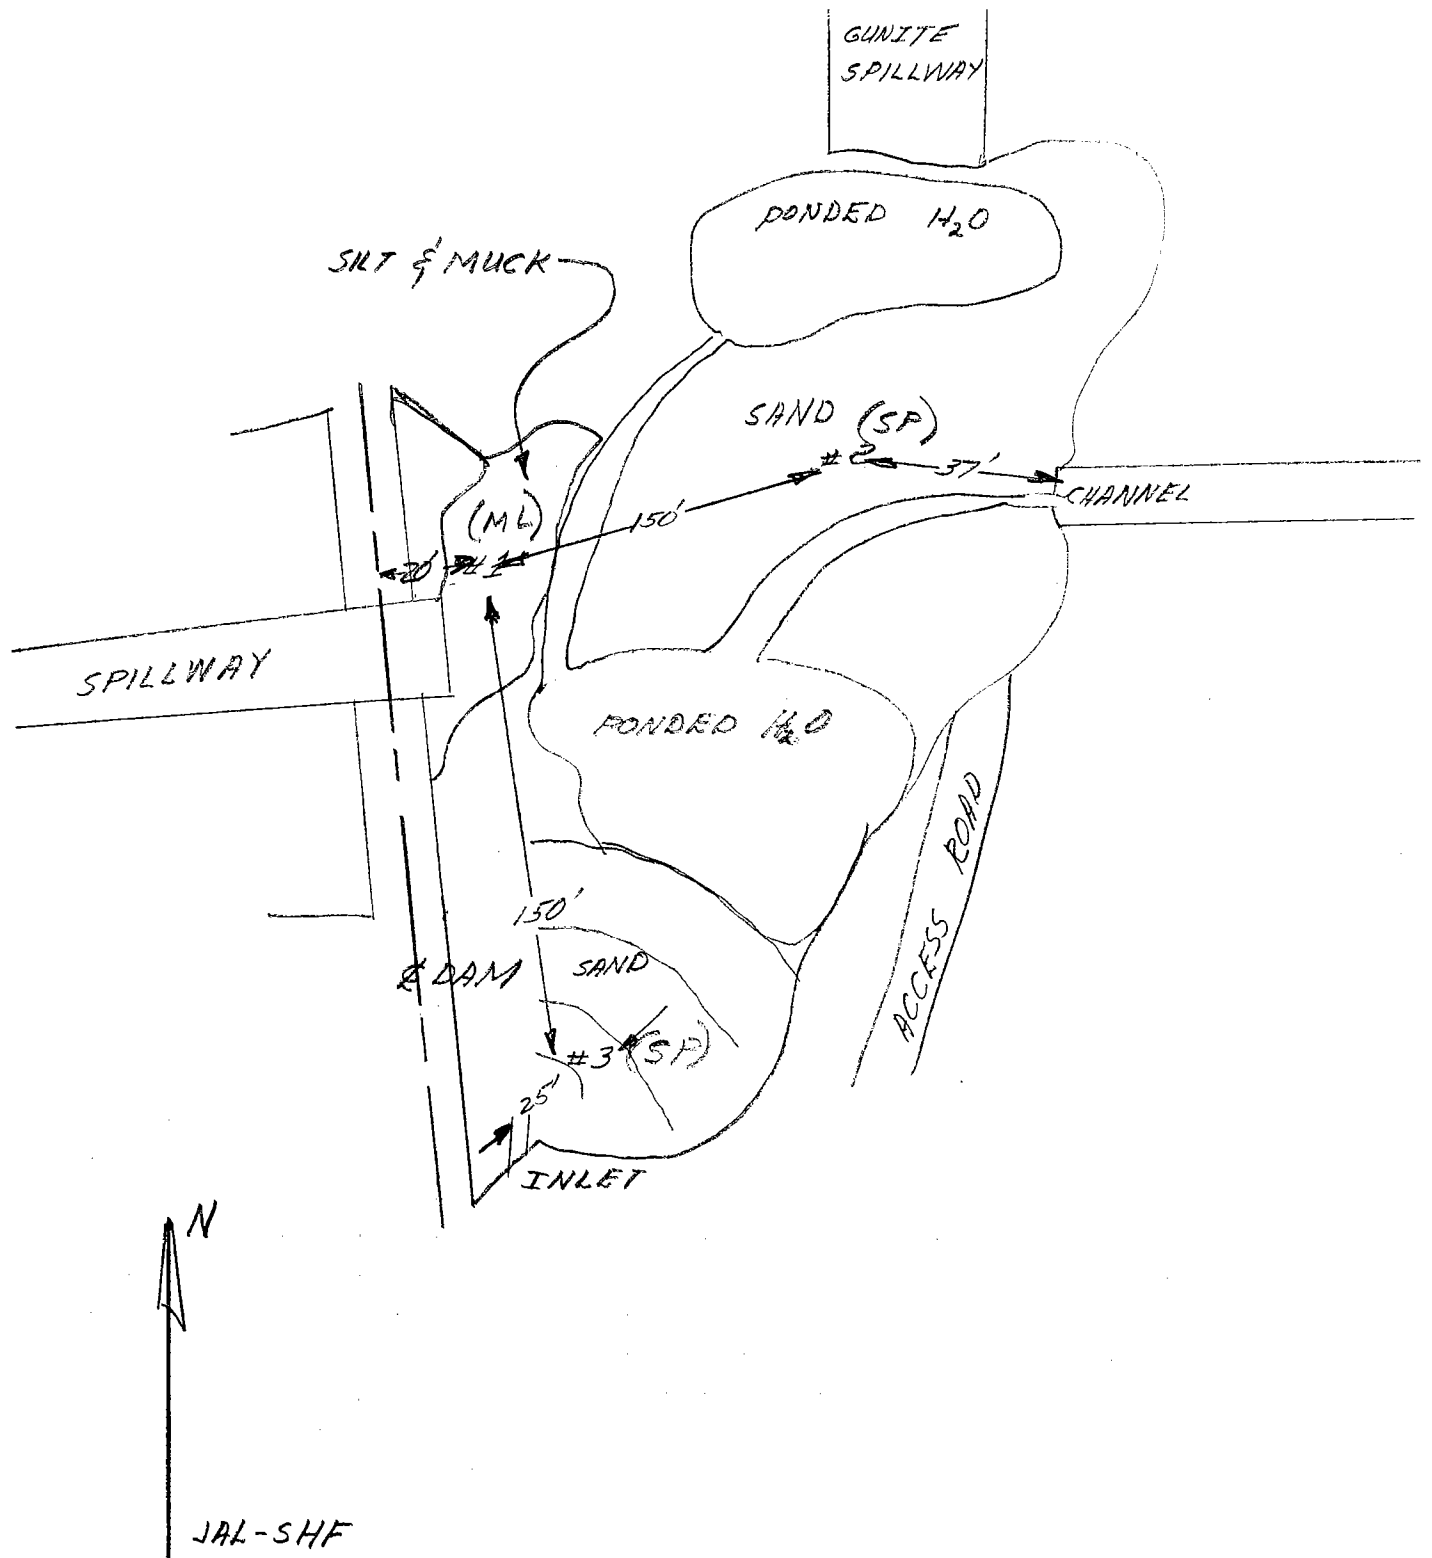 GUNITE
SPILLWAY
PONDED H₂O
SILT & MUCK
SAND (SP)
#2
37'
CHANNEL
(ML)
150'
20'
#1
SPILLWAY
PONDED H₂O
ACCESS ROAD
150'
℄ DAM
SAND
#3 (SP)
25'
INLET
N
JAL-SHF